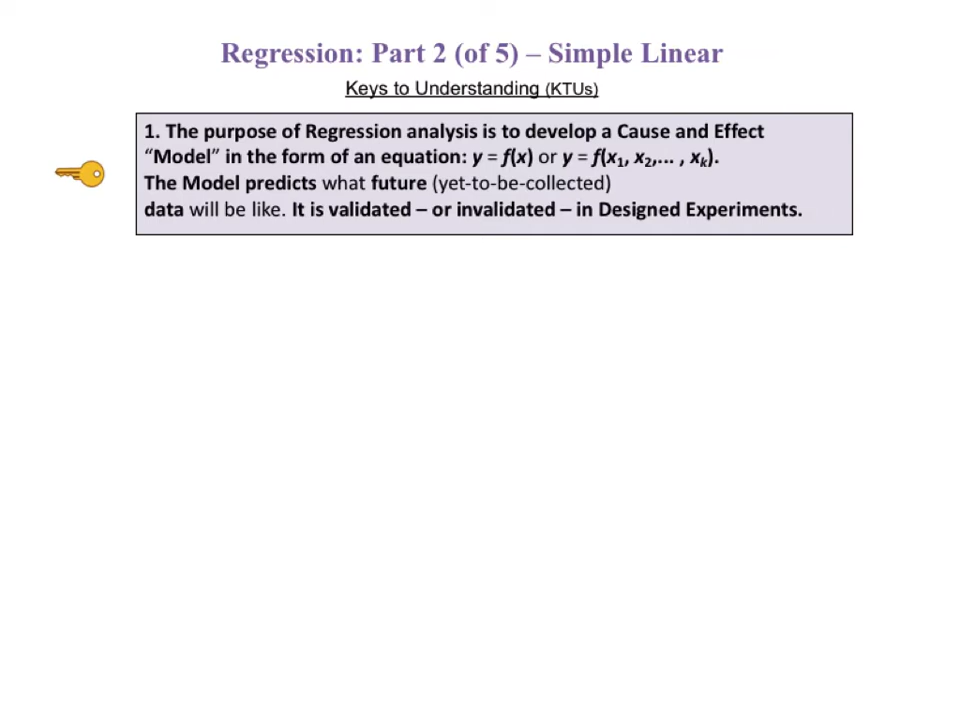 Regression: Part 2 (of 5) – Simple Linear
Keys to Understanding (KTUs)
1. The purpose of Regression analysis is to develop a Cause and Effect
“Model” in the form of an equation: y = f(x) or y = f(x₁, x₂,... , xₖ).
The Model predicts what future (yet-to-be-collected)
data will be like. It is validated – or invalidated – in Designed Experiments.